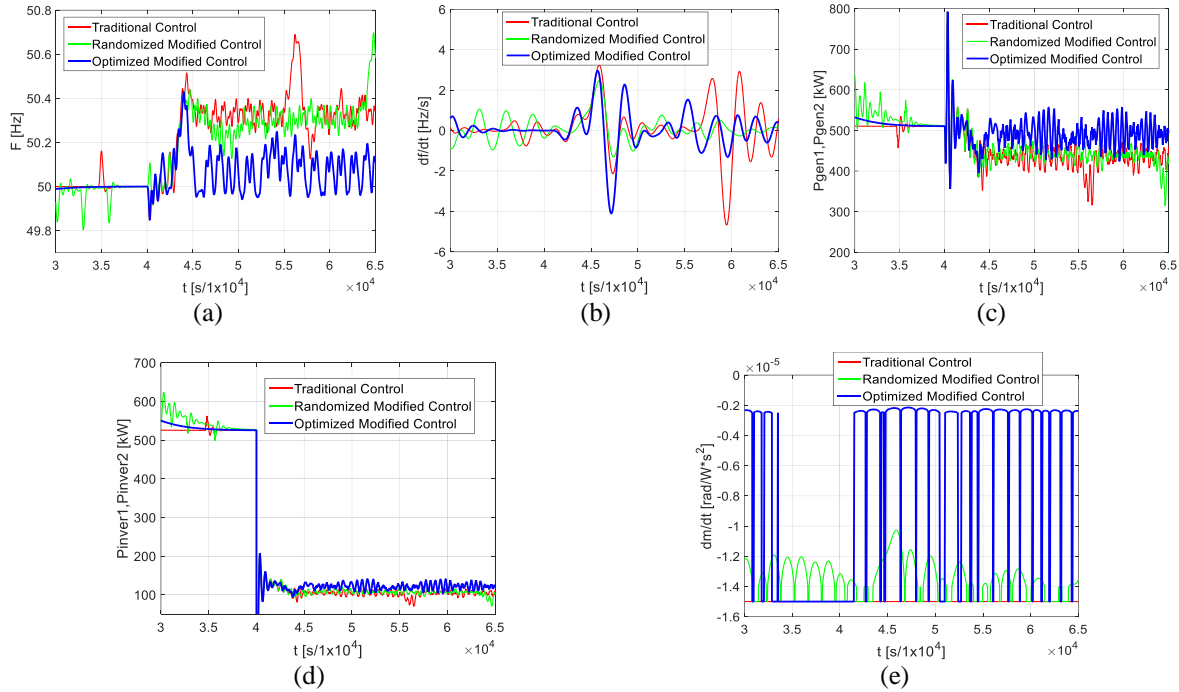 50.8
50.6
50.4
50.2
50
49.8
F [Hz]
Traditional Control
Randomized Modified Control
Optimized Modified Control
3 3.5 4 4.5 5 5.5 6 6.5
t [s/1x10^4]
×10^4
(a)
6
4
2
0
-2
-4
-6
df/dt [Hz/s]
Traditional Control
Randomized Modified Control
Optimized Modified Control
3 3.5 4 4.5 5 5.5 6 6.5
t [s/1x10^4]
×10^4
(b)
800
700
600
500
400
300
200
Pgen1,Pgen2 [kW]
Traditional Control
Randomized Modified Control
Optimized Modified Control
3 3.5 4 4.5 5 5.5 6 6.5
t [s/1x10^4]
×10^4
(c)
700
600
500
400
300
200
100
Pinver1,Pinver2 [kW]
Traditional Control
Randomized Modified Control
Optimized Modified Control
3 3.5 4 4.5 5 5.5 6 6.5
t [s/1x10^4]
×10^4
(d)
×10^-5
0
-0.2
-0.4
-0.6
-0.8
-1
-1.2
-1.4
-1.6
dm/dt [rad/W*s^2]
Traditional Control
Randomized Modified Control
Optimized Modified Control
3 3.5 4 4.5 5 5.5 6 6.5
t [s/1x10^4]
×10^4
(e)